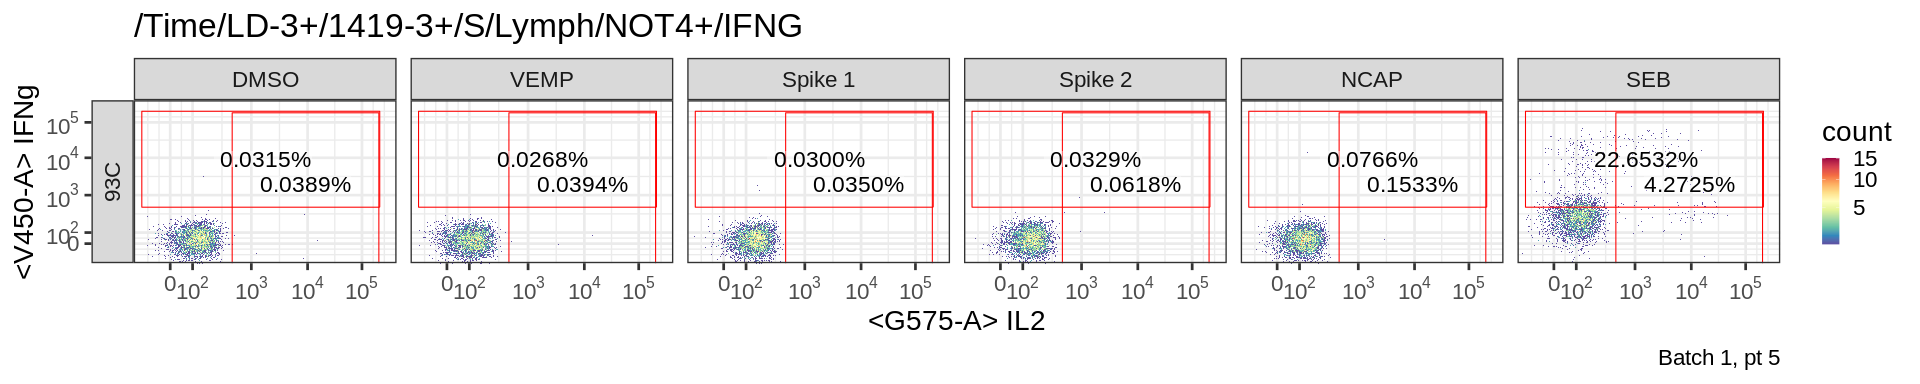 /Time/LD-3+/1419-3+/S/Lymph/NOT4+/IFNG
DMSO VEMP Spike 1 Spike 2 NCAP SEB
<V450-A> IFNg
93C
10^5
10^4
10^3
10^2
0
0.0315% 0.0268% 0.0300% 0.0329% 0.0766% 22.6532%
0.0389% 0.0394% 0.0350% 0.0618% 0.1533% 4.2725%
0 10^2 10^3 10^4 10^5 0 10^2 10^3 10^4 10^5 0 10^2 10^3 10^4 10^5 0 10^2 10^3 10^4 10^5 0 10^2 10^3 10^4 10^5 0 10^2 10^3 10^4 10^5
<G575-A> IL2
count
15
10
5
Batch 1, pt 5